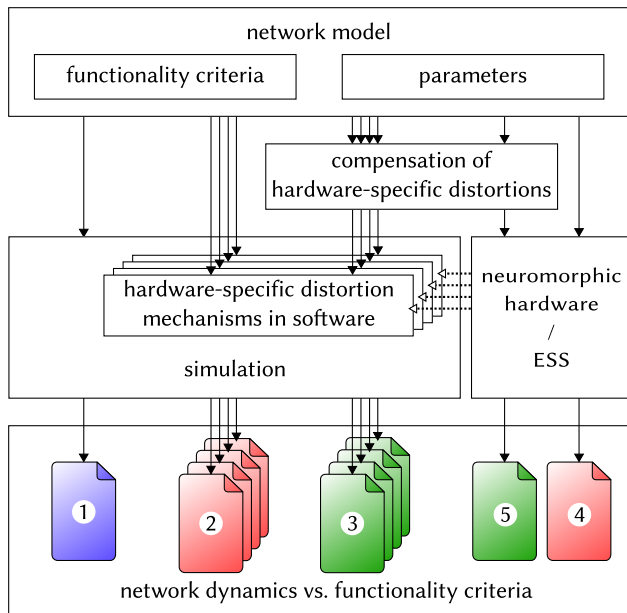 network model
functionality criteria
parameters
compensation of
hardware-specific distortions
hardware-specific distortion
mechanisms in software
simulation
neuromorphic
hardware
/
ESS
1
2
3
5
4
network dynamics vs. functionality criteria